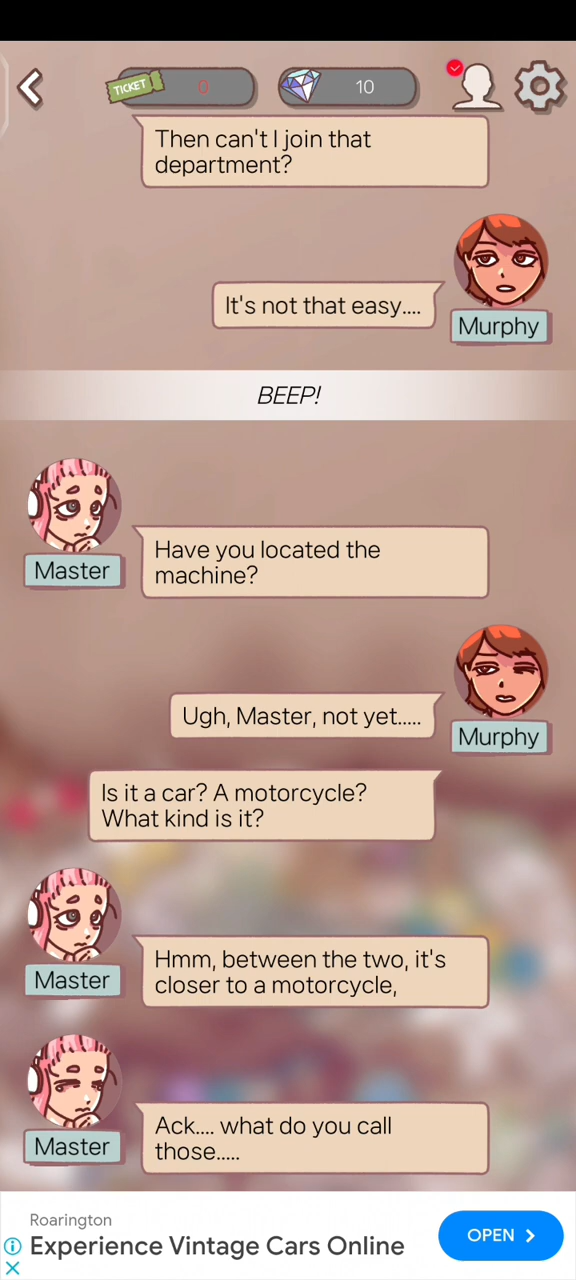 TICKET
0
10
Then can't I join that
department?
It's not that easy....
Murphy
BEEP!
Master
Have you located the
machine?
Ugh, Master, not yet.....
Murphy
Is it a car? A motorcycle?
What kind is it?
Master
Hmm, between the two, it's
closer to a motorcycle,
Master
Ack.... what do you call
those.....
Roarington
Experience Vintage Cars Online
OPEN